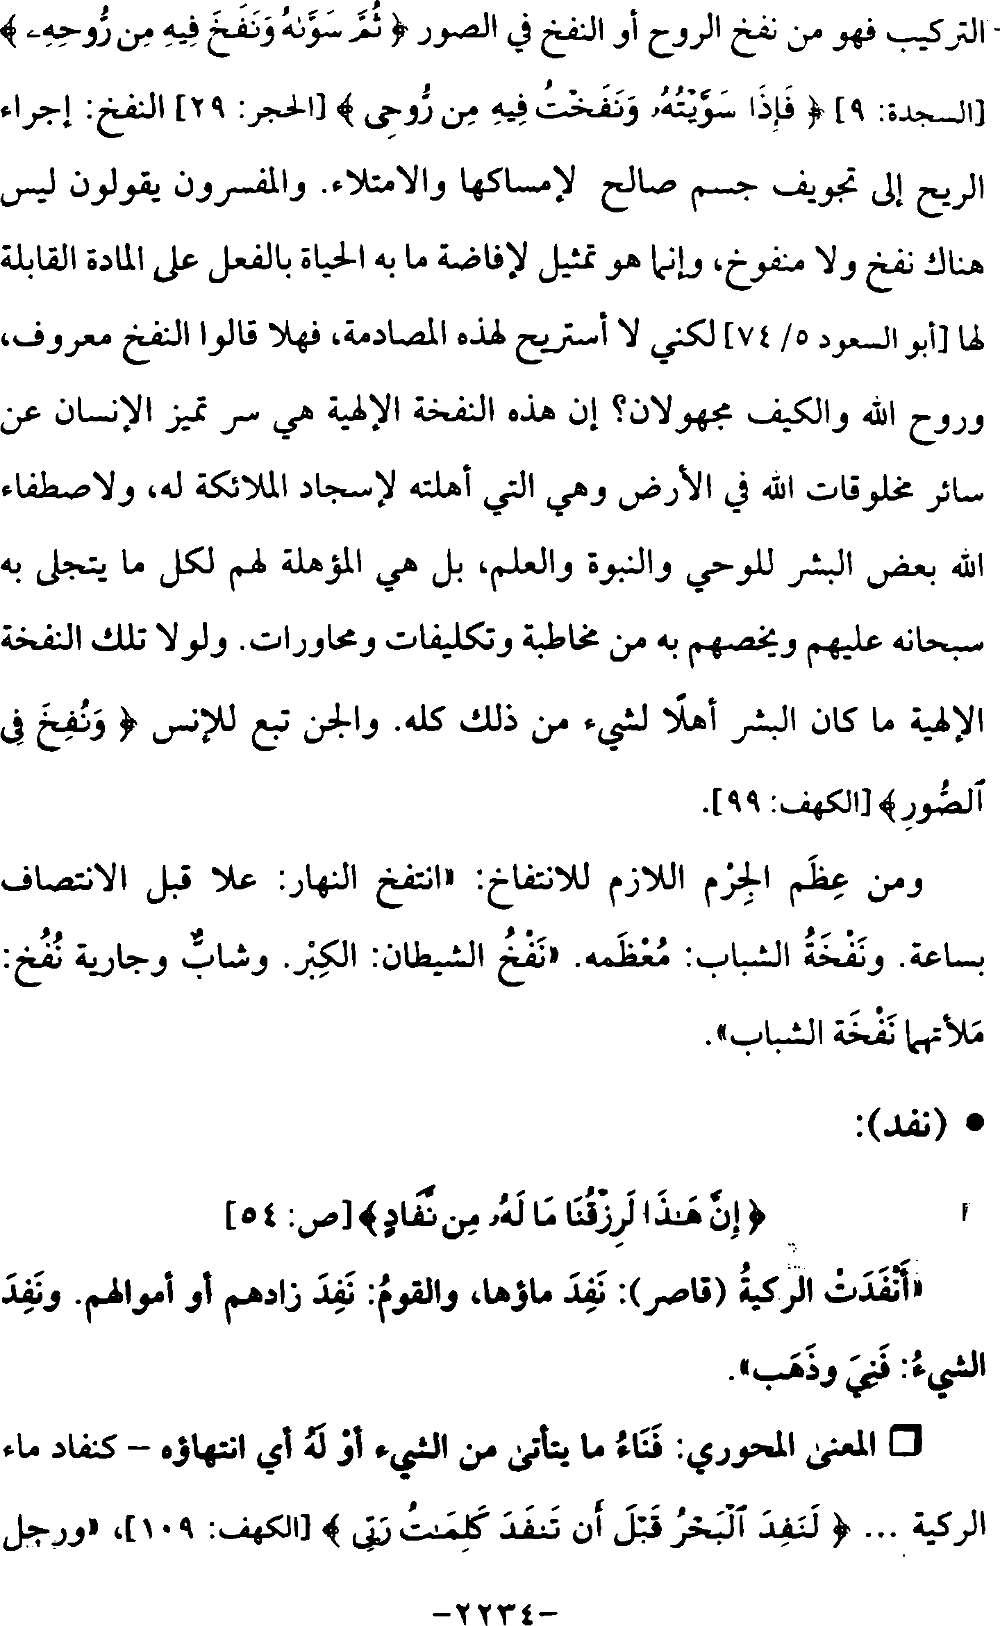 التركيب فهو من نفخ الروح أو النفخ في الصور ﴿ ثُمَّ سَوَّىٰهُ وَنَفَخَ فِيهِ مِن رُّوحِهِۦ ﴾
[السجدة: ٩] ﴿ فَإِذَا سَوَّيْتُهُۥ وَنَفَخْتُ فِيهِ مِن رُّوحِى ﴾ [الحجر: ٢٩] النفخ: إجراء
الريح إلى تجويف جسم صالح لإمساكها والامتلاء. والمفسرون يقولون ليس
هناك نفخ ولا منفوخ، وإنما هو تمثيل لإفاضة ما به الحياة بالفعل على المادة القابلة
لها [أبو السعود ٥/ ٧٤] لكني لا أستريح لهذه المصادمة، فهلا قالوا النفخ معروف،
وروح الله والكيف مجهولان؟ إن هذه النفخة الإلهية هي سر تميز الإنسان عن
سائر مخلوقات الله في الأرض وهي التي أهلته لإسجاد الملائكة له، ولاصطفاء
الله بعض البشر للوحي والنبوة والعلم، بل هي المؤهلة لهم لكل ما يتجلى به
سبحانه عليهم ويخصهم به من مخاطبة وتكليفات ومحاورات. ولولا تلك النفخة
الإلهية ما كان البشر أهلًا لشيء من ذلك كله. والجن تبع للإنس ﴿ وَنُفِخَ فِى
ٱلصُّورِ ﴾ [الكهف: ٩٩].
ومن عِظَم الجِرْم اللازم للانتفاخ: «انتفخ النهار: علا قبل الانتصاف
بساعة. ونَفْخَةُ الشباب: مُعْظَمه. «نَفْخُ الشيطان: الكِبْر. وشابٌّ وجارية نُفُخ:
مَلأتهما نَفْخَة الشباب».
• (نفد):
﴿ إِنَّ هَـٰذَا لَرِزْقُنَا مَا لَهُۥ مِن نَّفَادٍ ﴾ [ص: ٥٤]
«أَنْفَدَتْ الركيةُ (قاصر): نَفِدَ ماؤها، والقومُ: نَفِدَ زادهم أو أموالهم. ونَفِدَ
الشيءُ: فَنِيَ وذَهَب».
❑ المعنى المحوري: فَنَاءُ ما يتأتىٰ من الشيء أوْ لَهُ أي انتهاؤه – كنفاد ماء
الركية ... ﴿ لَنَفِدَ ٱلْبَحْرُ قَبْلَ أَن تَنفَدَ كَلِمَـٰتُ رَبِّى ﴾ [الكهف: ١٠٩]، «ورجل
-٢٢٣٤-